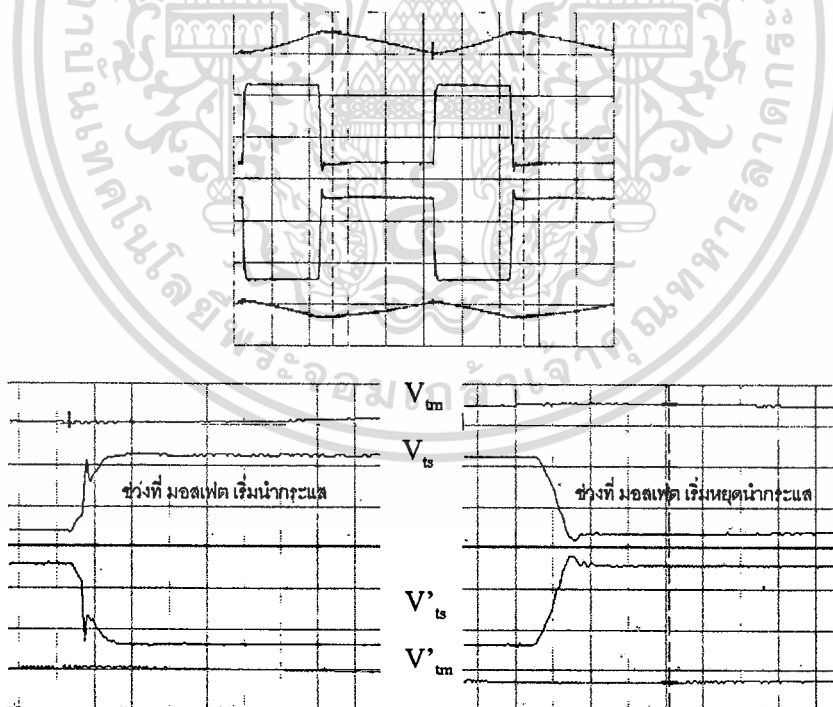 V_tm
V_ts
ช่วงที่ มอสเฟต เริ่มนำกระแส
ช่วงที่ มอสเฟต เริ่มหยุดนำกระแส
V'_ts
V'_tm